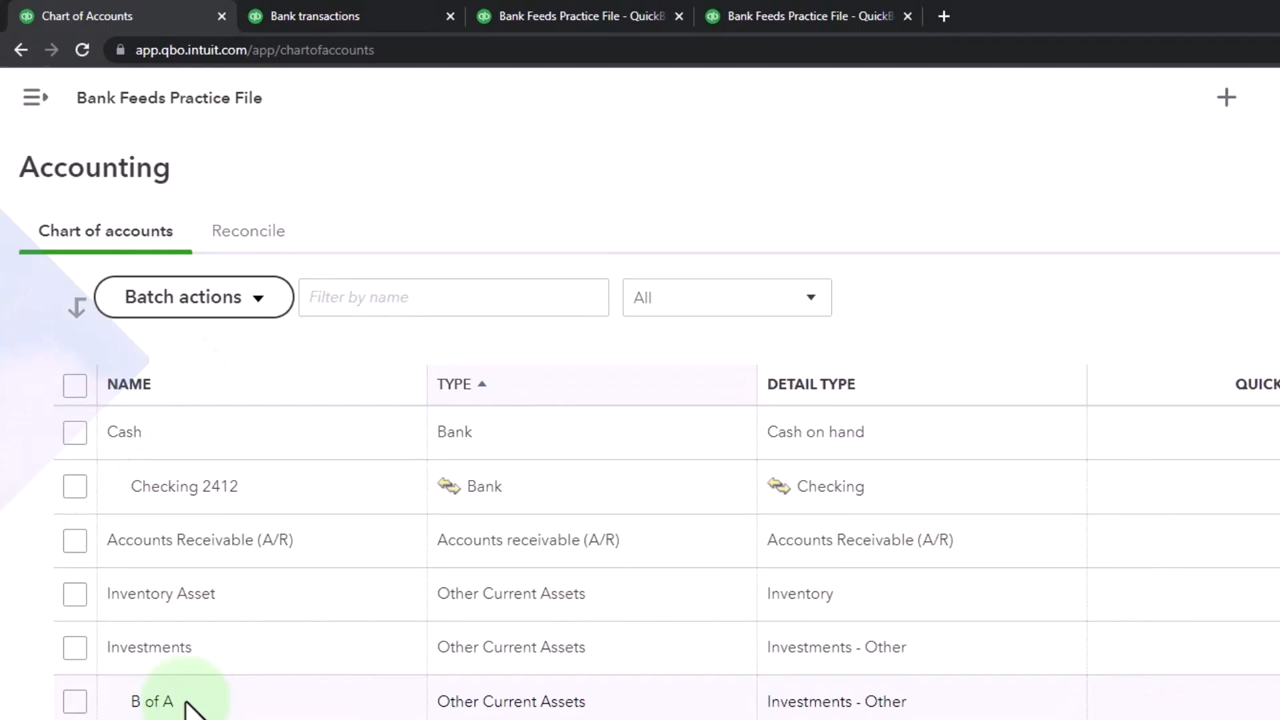 Chart of Accounts
Bank transactions
Bank Feeds Practice File - QuickB
Bank Feeds Practice File - QuickB
app.qbo.intuit.com/app/chartofaccounts
Bank Feeds Practice File
Accounting
Chart of accounts
Reconcile
Batch actions
Filter by name
All
NAME TYPE DETAIL TYPE QUICK
Cash Bank Cash on hand
Checking 2412 Bank Checking
Accounts Receivable (A/R) Accounts receivable (A/R) Accounts Receivable (A/R)
Inventory Asset Other Current Assets Inventory
Investments Other Current Assets Investments - Other
B of A Other Current Assets Investments - Other